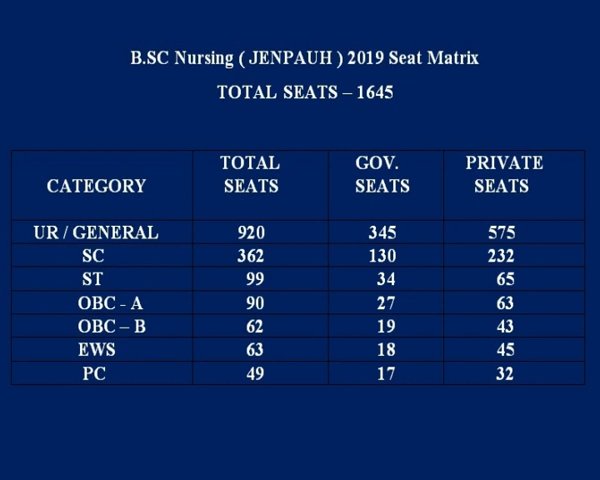 B.SC Nursing ( JENPAUH ) 2019 Seat Matrix
TOTAL SEATS – 1645
CATEGORY TOTAL SEATS GOV. SEATS PRIVATE SEATS
UR / GENERAL 920 345 575
SC 362 130 232
ST 99 34 65
OBC - A 90 27 63
OBC – B 62 19 43
EWS 63 18 45
PC 49 17 32